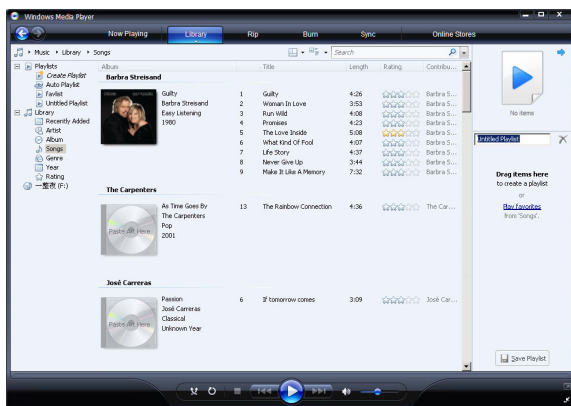 Windows Media Player
Now Playing Library Rip Burn Sync Online Stores
Music Library Songs
Search
Playlists
Create Playlist
Auto Playlist
favlist
Untitled Playlist
Library
Recently Added
Artist
Album
Songs
Genre
Year
Rating
一整夜 (F:)
Album Title Length Rating Contribu...
Barbra Streisand
Guilty
Barbra Streisand
Easy Listening
1980
1 Guilty 4:26 Barbra S...
2 Woman In Love 3:53 Barbra S...
3 Run Wild 4:08 Barbra S...
4 Promises 4:23 Barbra S...
5 The Love Inside 5:08 Barbra S...
6 What Kind Of Fool 4:07 Barbra S...
7 Life Story 4:37 Barbra S...
8 Never Give Up 3:44 Barbra S...
9 Make It Like A Memory 7:32 Barbra S...
The Carpenters
Paste Art Here
As Time Goes By
The Carpenters
Pop
2001
13 The Rainbow Connection 4:36 The Car...
José Carreras
Paste Art Here
Passion
José Carreras
Classical
Unknown Year
6 If tomorrow comes 3:09 José Car...
No items
Untitled Playlist
Drag items here
to create a playlist
or
Play favorites
from 'Songs'.
Save Playlist